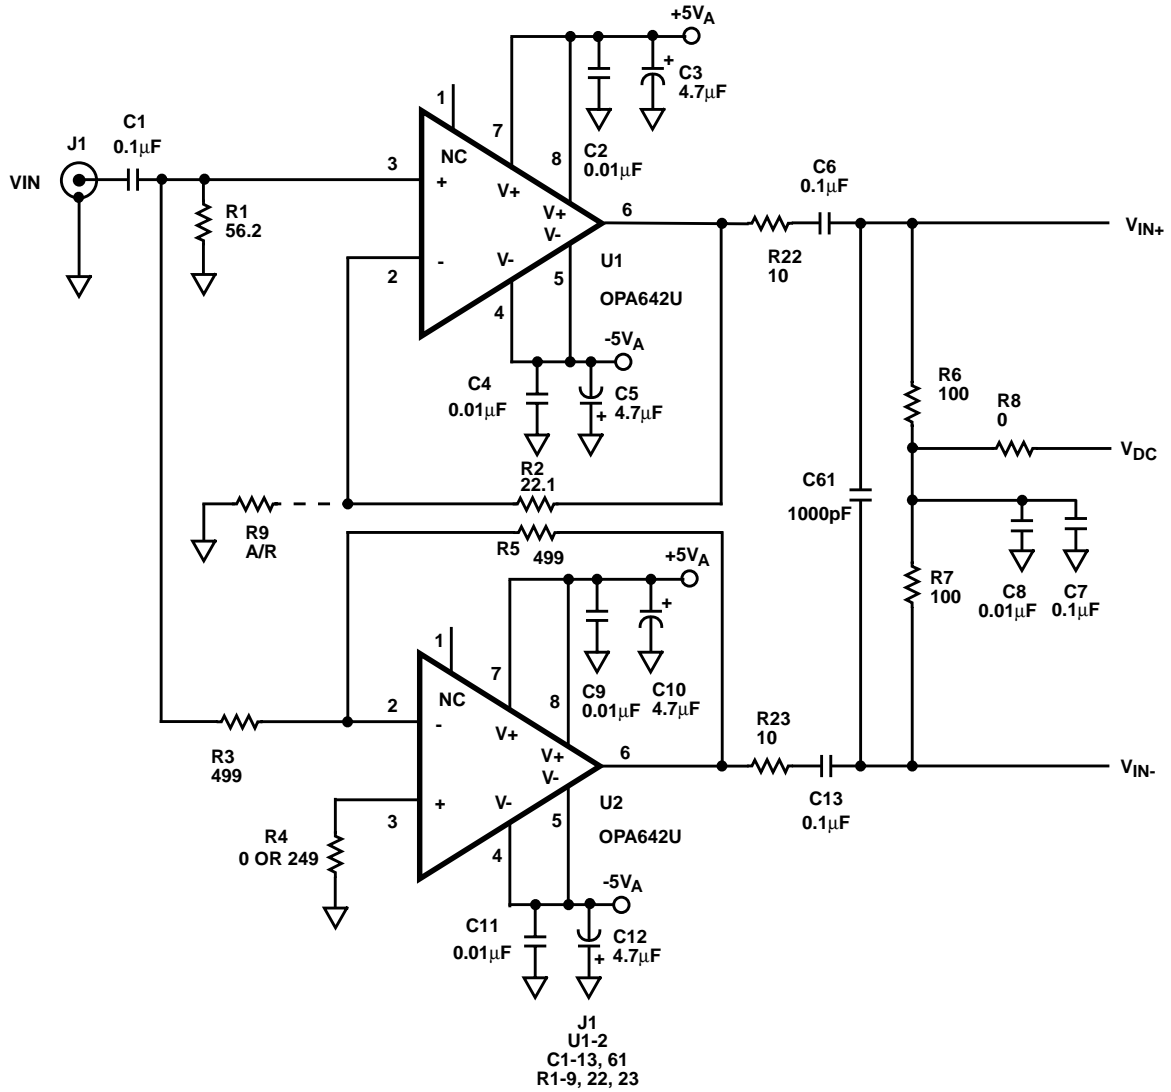 +5VA
C3
4.7µF
1
7
C1
0.1µF
J1
NC
C2
0.01µF
8
3
VIN
+
V+
C6
0.1µF
R1
56.2
V+
6
VIN+
V-
R22
10
-
V-
U1
2
5
OPA642U
4
-5VA
C4
0.01µF
C5
4.7µF
+
R6
100
R8
0
VDC
R2
22.1
C61
1000pF
R9
A/R
R5
499
+5VA
+
R7
100
C8
0.01µF
C7
0.1µF
1
7
NC
C9
0.01µF
C10
4.7µF
8
2
-
V+
R23
10
R3
499
V+
6
VIN-
V-
C13
0.1µF
+
V-
U2
3
5
OPA642U
R4
0 OR 249
4
-5VA
C11
0.01µF
C12
4.7µF
+
J1
U1-2
C1-13, 61
R1-9, 22, 23
+